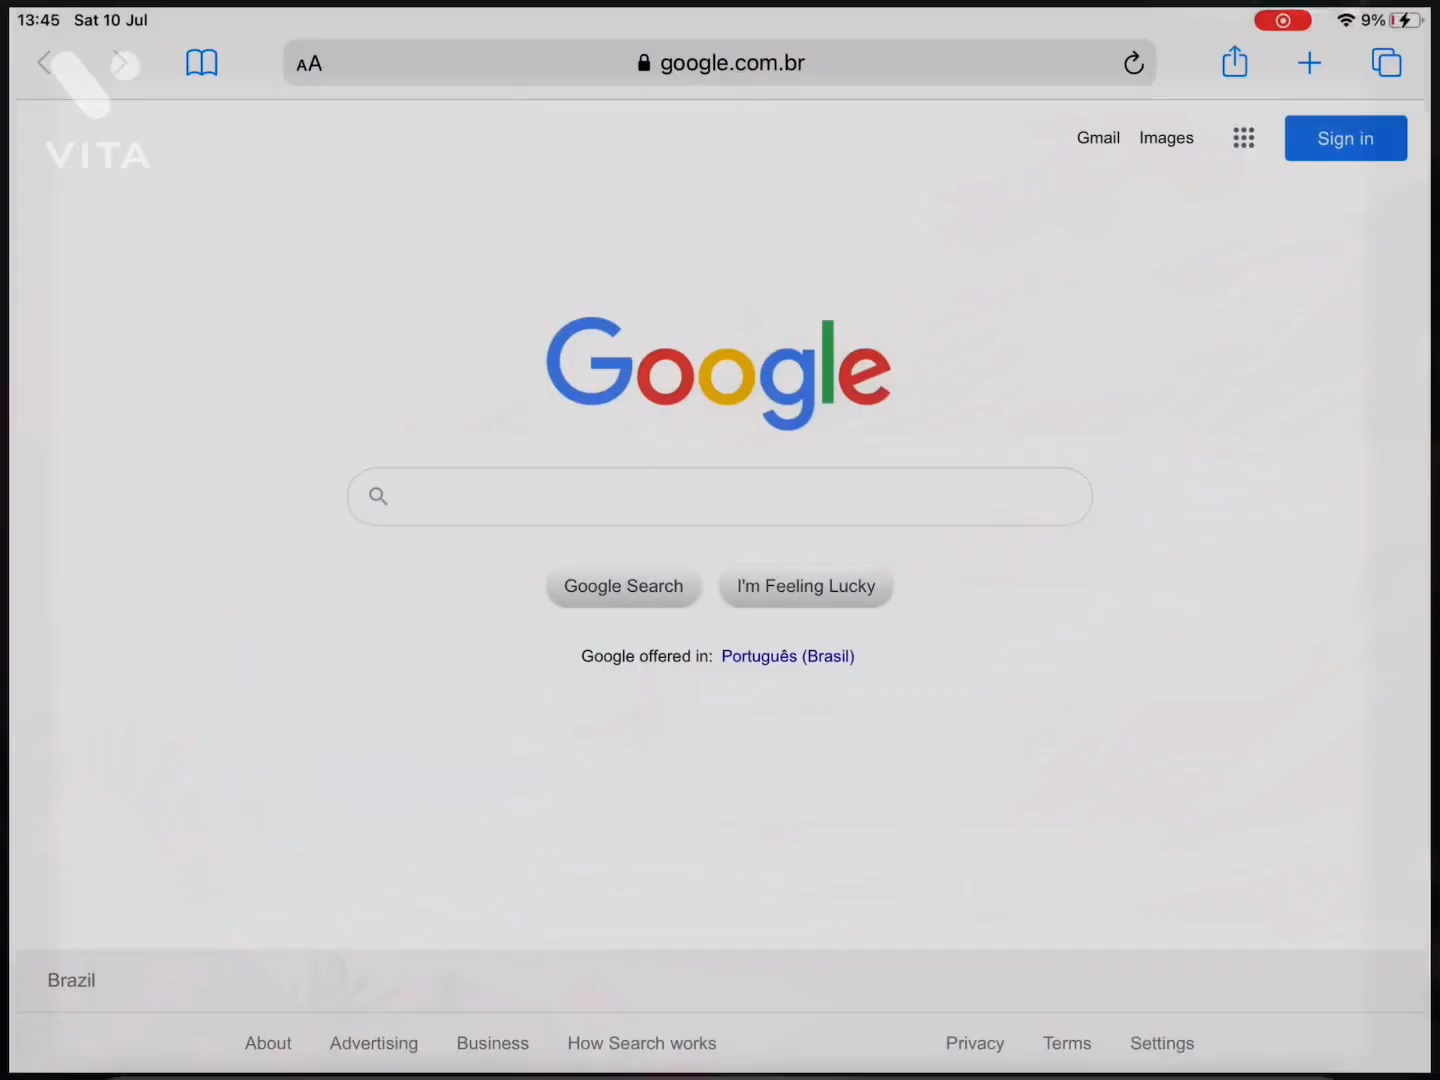 13:45 Sat 10 Jul
9%
AA
google.com.br
VITA
Gmail Images
Sign in
Google
Google Search I'm Feeling Lucky
Google offered in: Português (Brasil)
Brazil
About Advertising Business How Search works Privacy Terms Settings